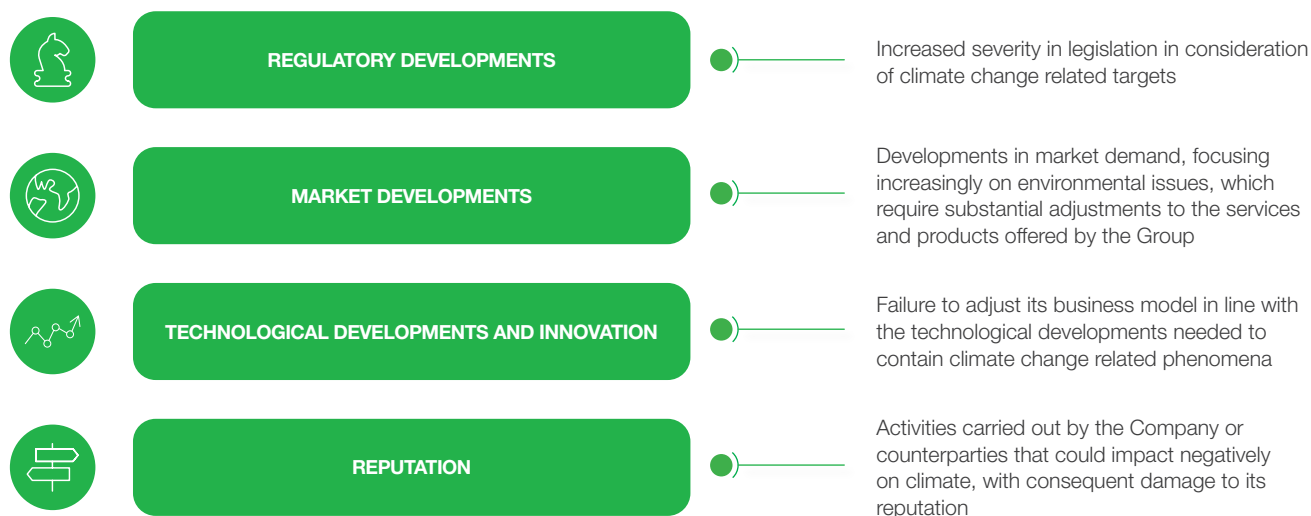 REGULATORY DEVELOPMENTS
Increased severity in legislation in consideration
of climate change related targets
MARKET DEVELOPMENTS
Developments in market demand, focusing
increasingly on environmental issues, which
require substantial adjustments to the services
and products offered by the Group
TECHNOLOGICAL DEVELOPMENTS AND INNOVATION
Failure to adjust its business model in line with
the technological developments needed to
contain climate change related phenomena
REPUTATION
Activities carried out by the Company or
counterparties that could impact negatively
on climate, with consequent damage to its
reputation